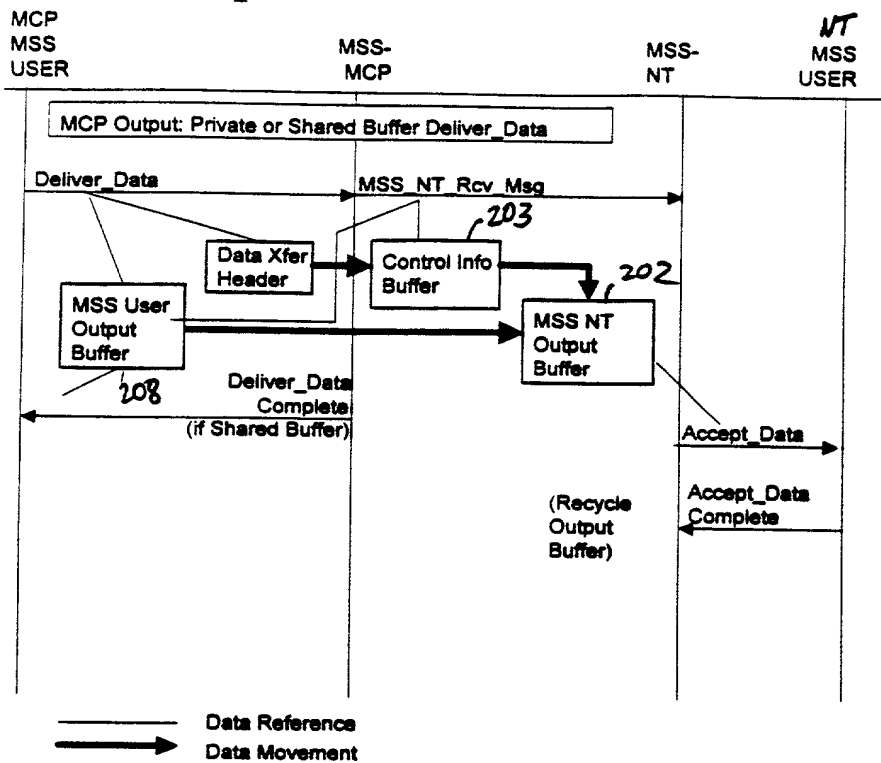 MCP
MSS
USER
MSS-
MCP
MSS-
NT
NT
MSS
USER
MCP Output: Private or Shared Buffer Deliver_Data
Deliver_Data
MSS_NT_Rcv_Msg
203
Data Xfer
Header
Control Info
Buffer
202
MSS User
Output
Buffer
MSS NT
Output
Buffer
208
Deliver_Data
Complete
(if Shared Buffer)
Accept_Data
(Recycle
Output
Buffer)
Accept_Data
Complete
Data Reference
Data Movement